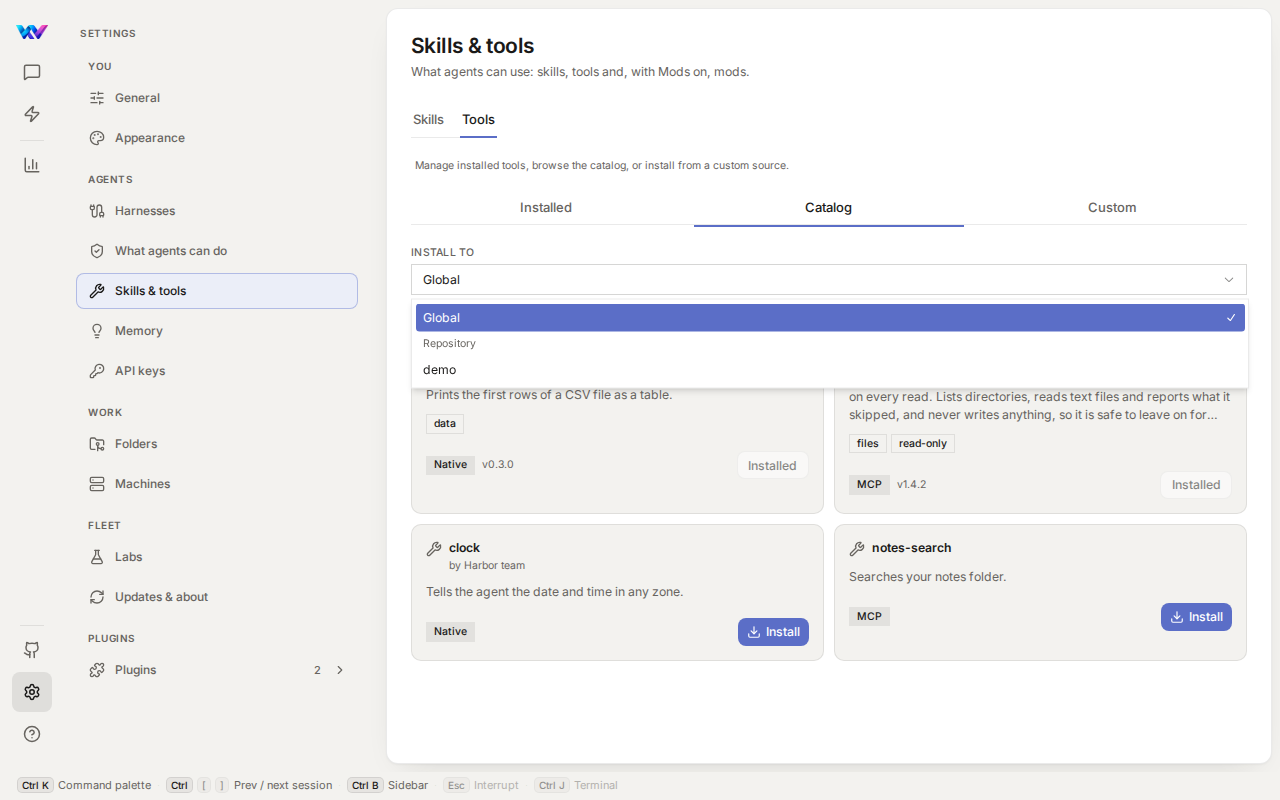 SETTINGS
YOU
General
Appearance
AGENTS
Harnesses
What agents can do
Skills & tools
Memory
API keys
WORK
Folders
Machines
FLEET
Labs
Updates & about
PLUGINS
Plugins 2
Skills & tools
What agents can use: skills, tools and, with Mods on, mods.
Skills Tools
Manage installed tools, browse the catalog, or install from a custom source.
Installed Catalog Custom
INSTALL TO
Global
Global
Repository
demo
Prints the first rows of a CSV file as a table.
data
Native v0.3.0 Installed
on every read. Lists directories, reads text files and reports what it
skipped, and never writes anything, so it is safe to leave on for...
files read-only
MCP v1.4.2 Installed
clock
by Harbor team
Tells the agent the date and time in any zone.
Native Install
notes-search
Searches your notes folder.
MCP Install
Ctrl K Command palette Ctrl [ ] Prev / next session Ctrl B Sidebar Esc Interrupt Ctrl J Terminal